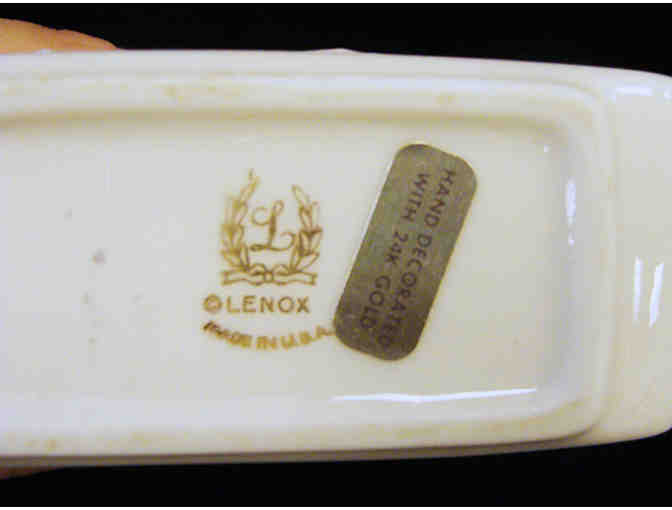 L
©LENOX
MADE IN U.S.A.
HAND DECORATED
WITH 24K GOLD